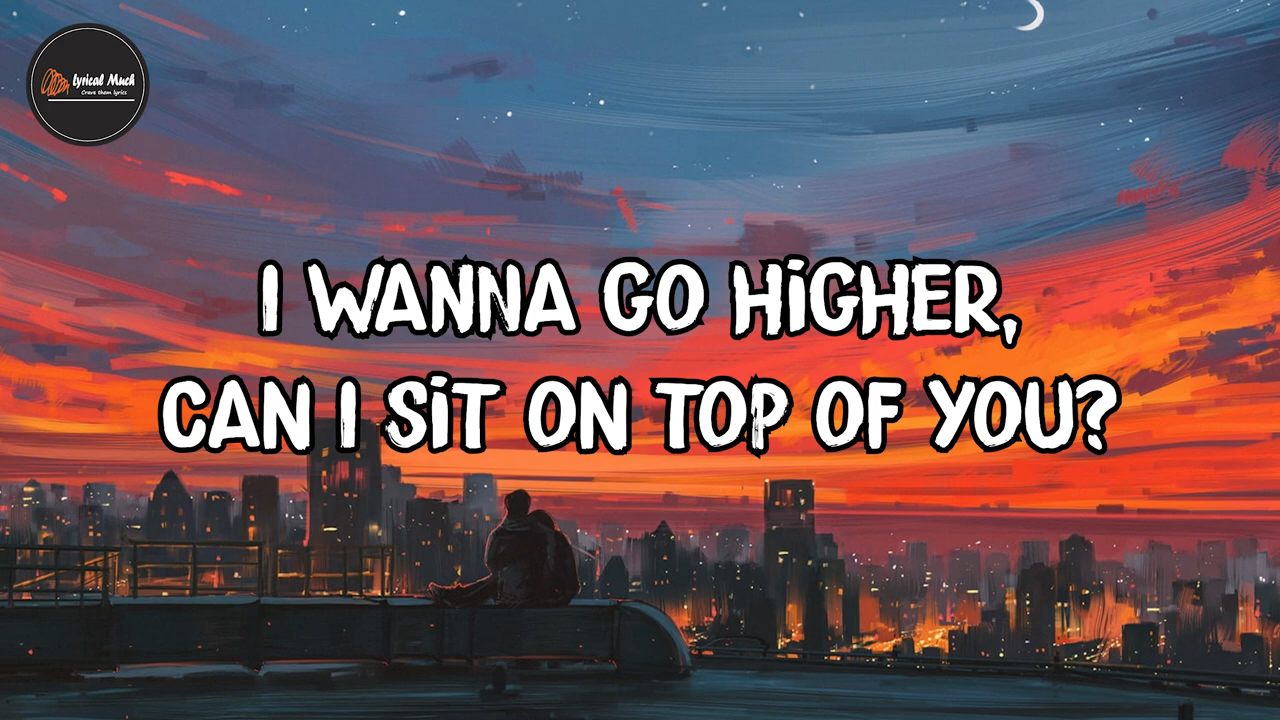 Lyrical Much
Crave them lyrics
I WANNA GO HiGHER,
CAN I SiT ON TOP OF YOU?